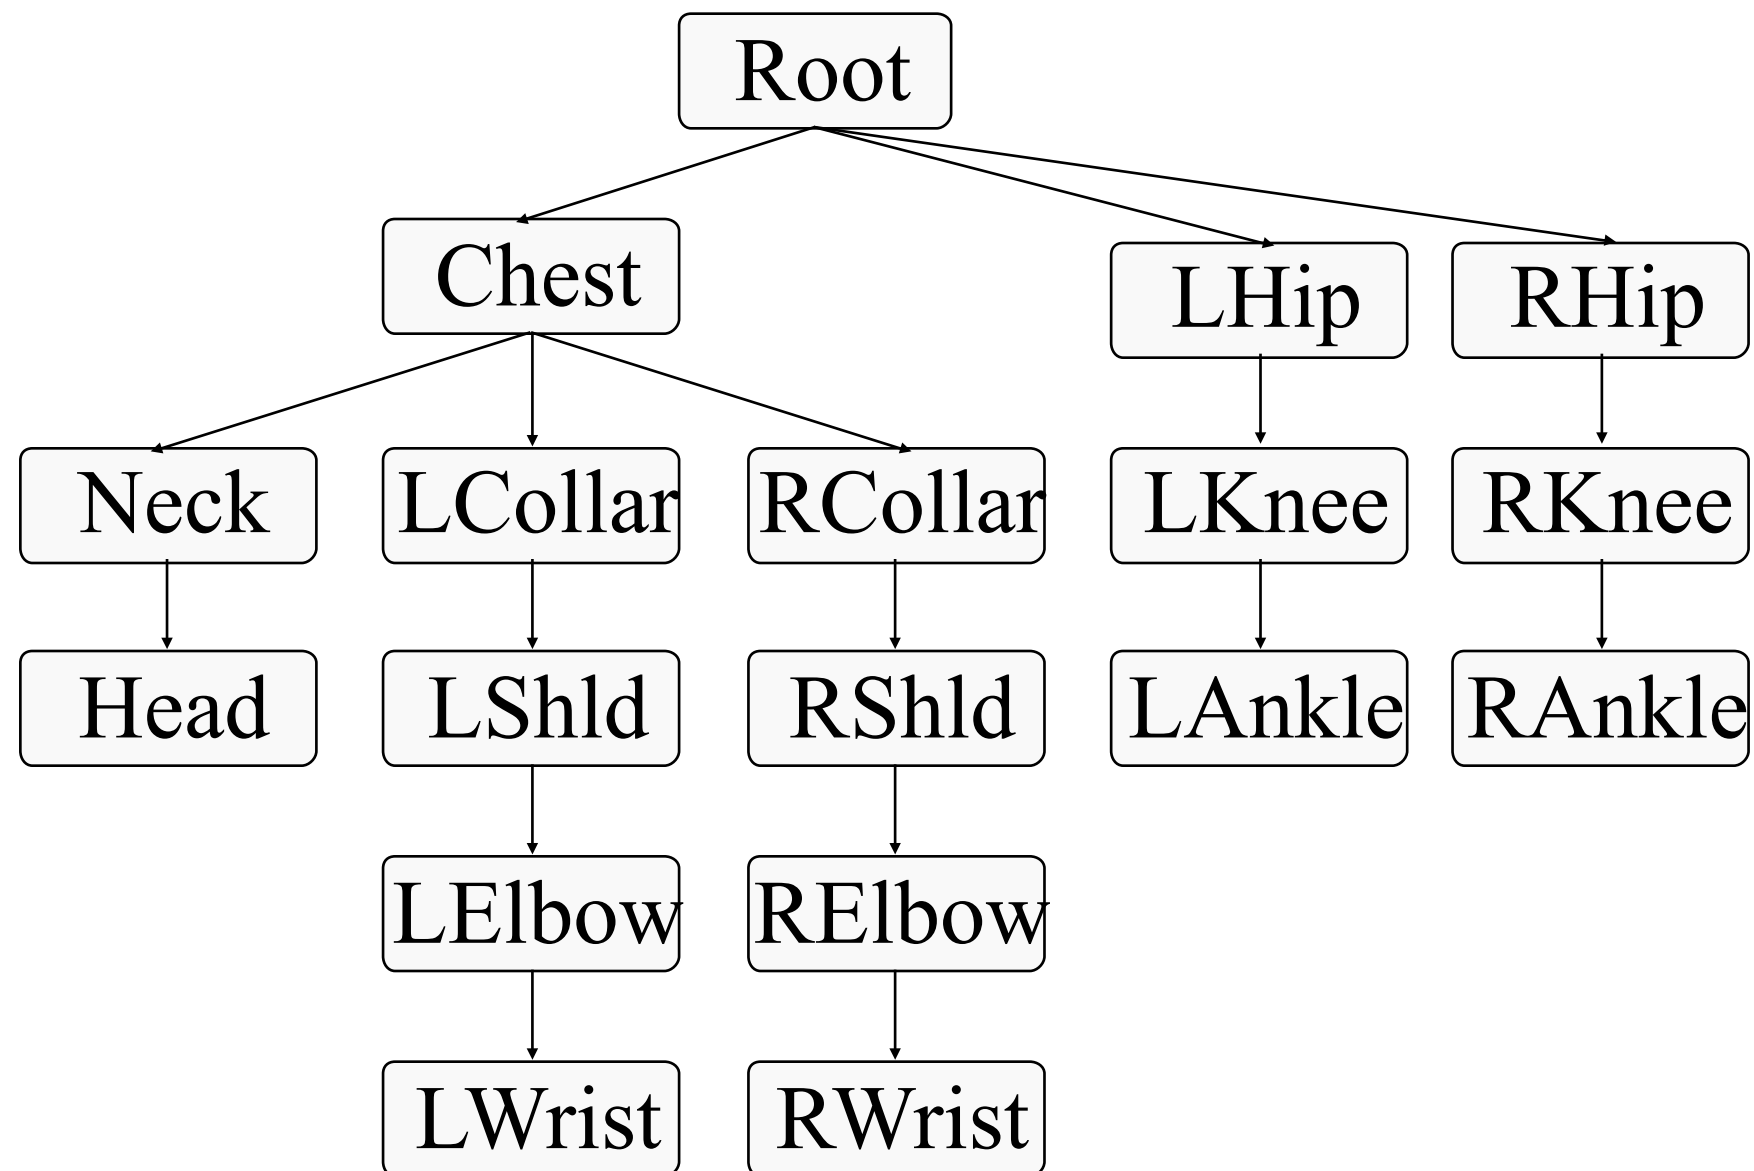 Root
Chest
LHip
RHip
Neck
LCollar
RCollar
LKnee
RKnee
Head
LShld
RShld
LAnkle
RAnkle
LElbow
RElbow
LWrist
RWrist